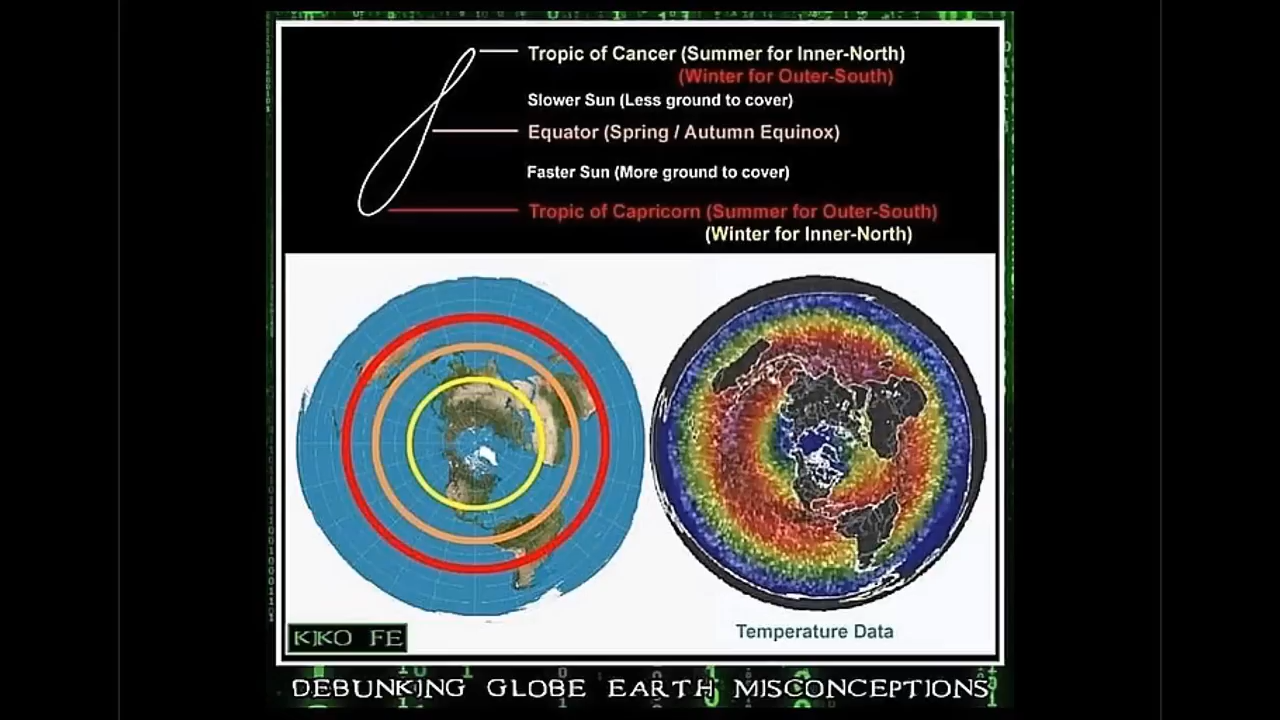 Tropic of Cancer (Summer for Inner-North)
(Winter for Outer-South)
Slower Sun (Less ground to cover)
Equator (Spring / Autumn Equinox)
Faster Sun (More ground to cover)
Tropic of Capricorn (Summer for Outer-South)
(Winter for Inner-North)
Temperature Data
KIKO FE
DEBUNKING GLOBE EARTH MISCONCEPTIONS